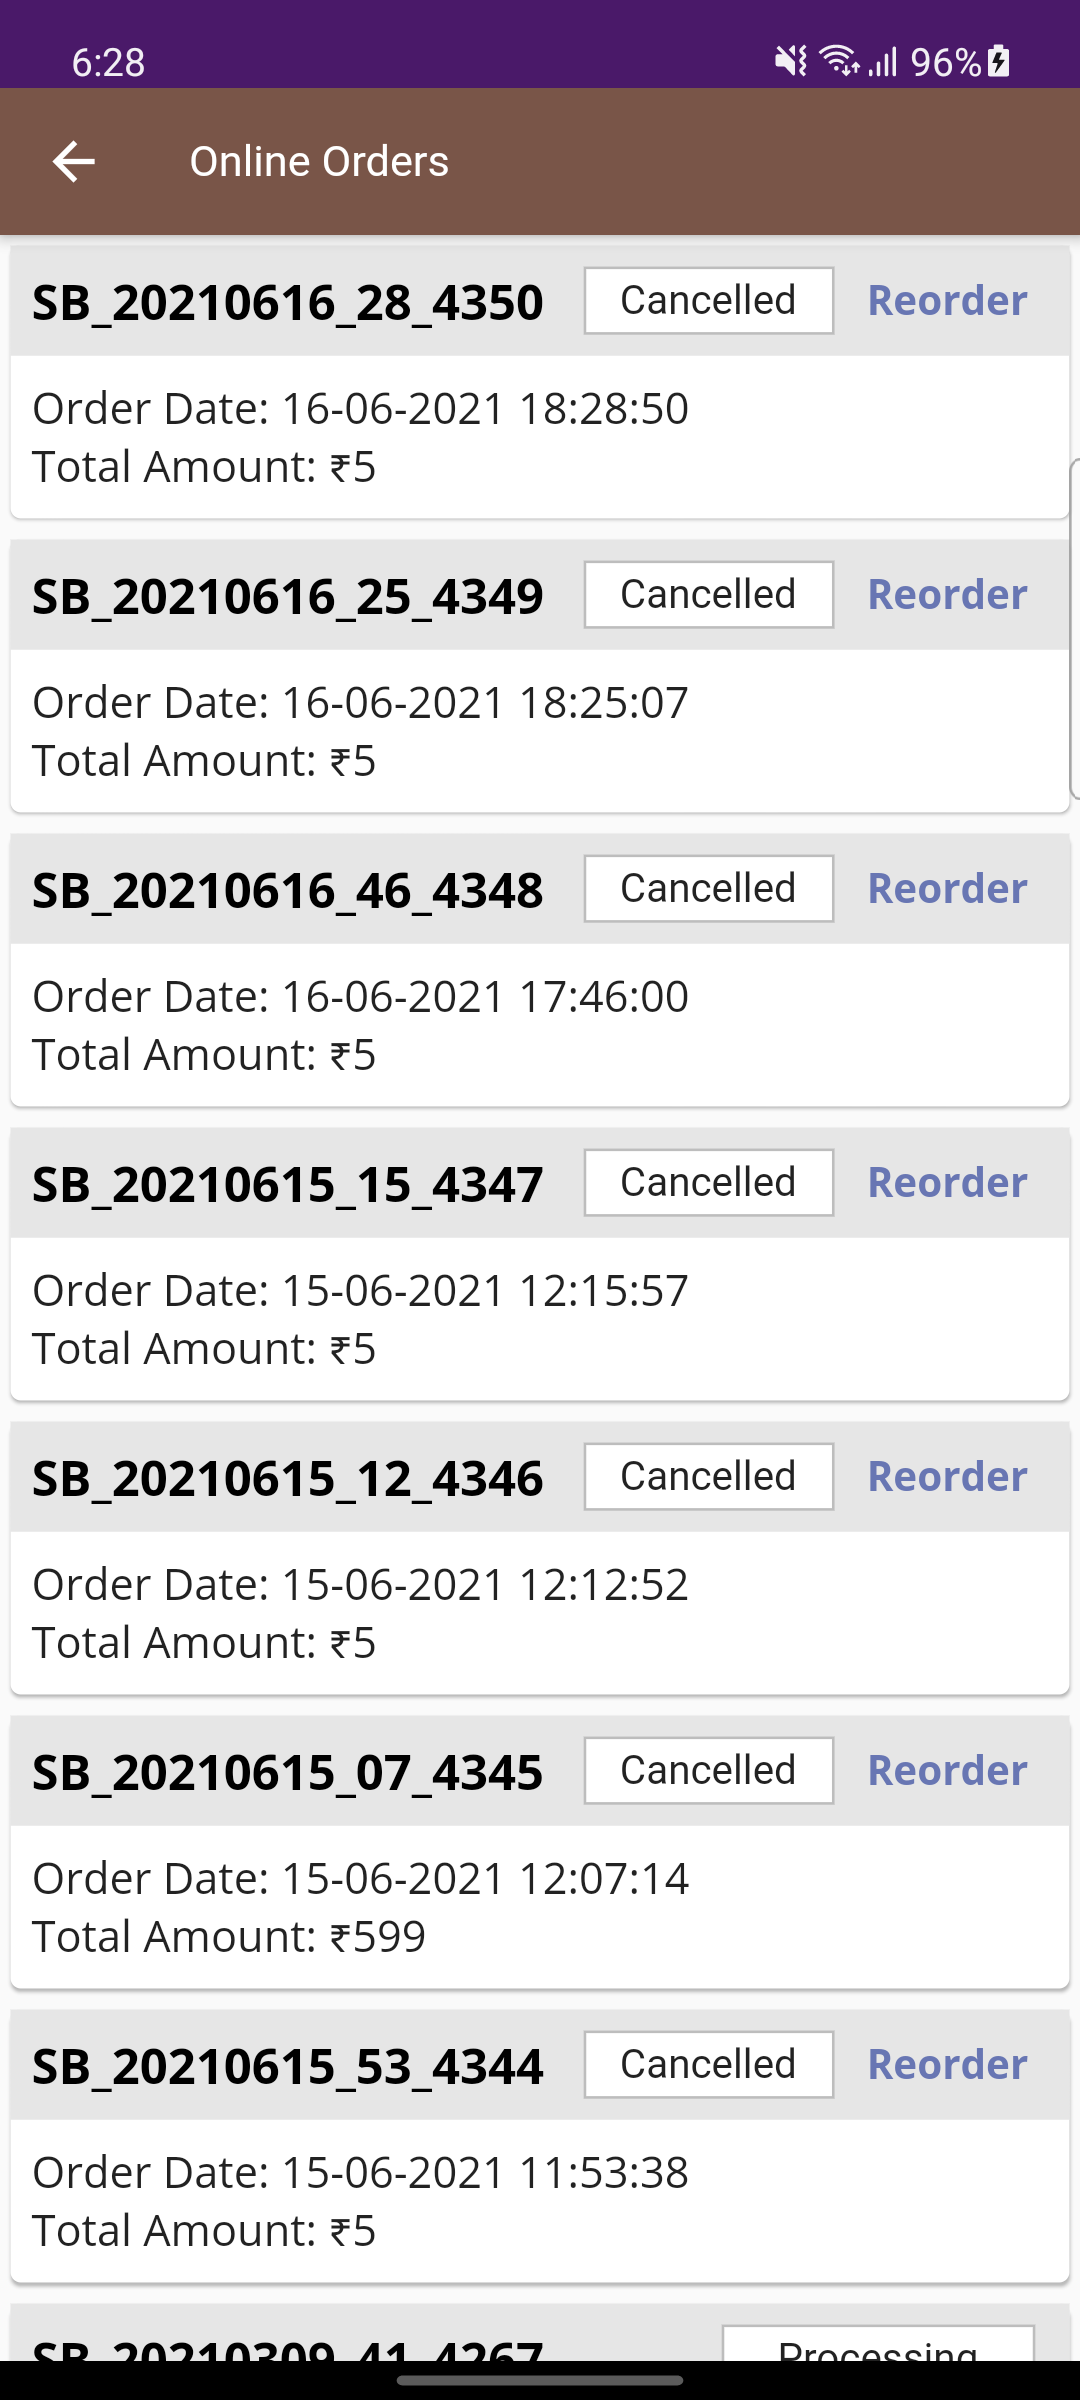 6:28 96%
Online Orders
SB_20210616_28_4350 Cancelled Reorder
Order Date: 16-06-2021 18:28:50
Total Amount: ₹5
SB_20210616_25_4349 Cancelled Reorder
Order Date: 16-06-2021 18:25:07
Total Amount: ₹5
SB_20210616_46_4348 Cancelled Reorder
Order Date: 16-06-2021 17:46:00
Total Amount: ₹5
SB_20210615_15_4347 Cancelled Reorder
Order Date: 15-06-2021 12:15:57
Total Amount: ₹5
SB_20210615_12_4346 Cancelled Reorder
Order Date: 15-06-2021 12:12:52
Total Amount: ₹5
SB_20210615_07_4345 Cancelled Reorder
Order Date: 15-06-2021 12:07:14
Total Amount: ₹599
SB_20210615_53_4344 Cancelled Reorder
Order Date: 15-06-2021 11:53:38
Total Amount: ₹5
SB_20210309_41_4267 Processing